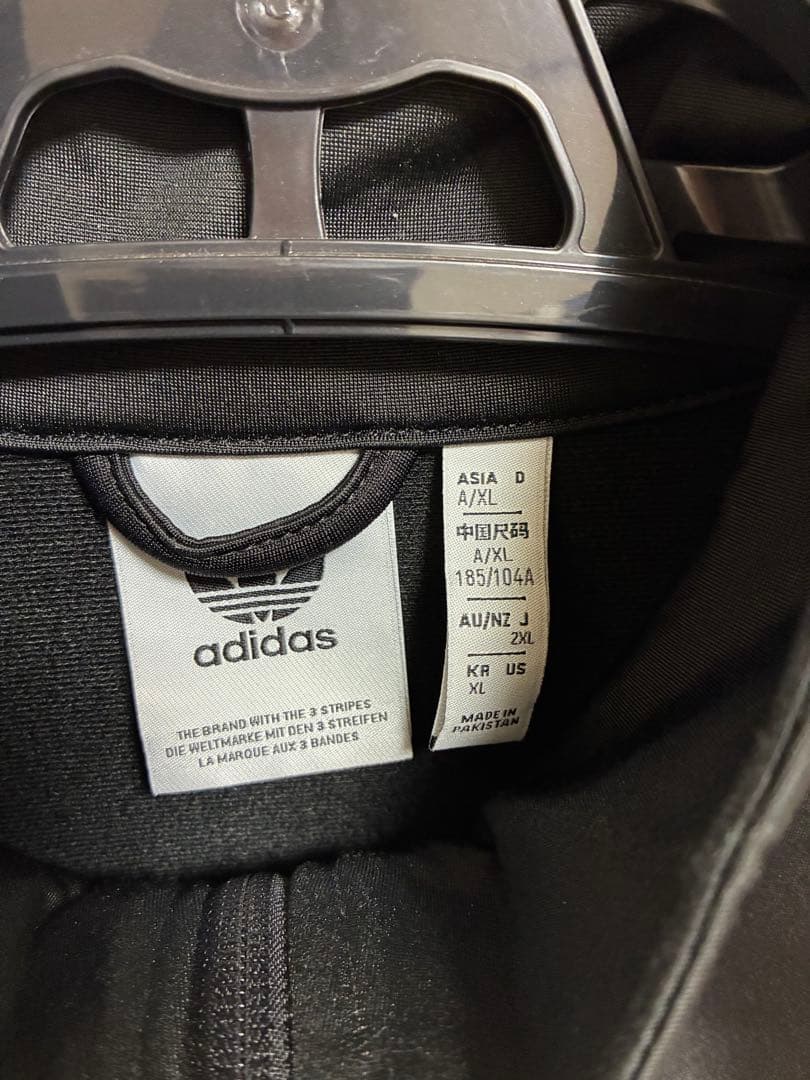 adidas
THE BRAND WITH THE 3 STRIPES
DIE WELTMARKE MIT DEN 3 STREIFEN
LA MARQUE AUX 3 BANDES
ASIA D
A/XL
中国尺码
A/XL
185/104A
AU/NZ J
2XL
KR US
XL
MADE IN
PAKISTAN